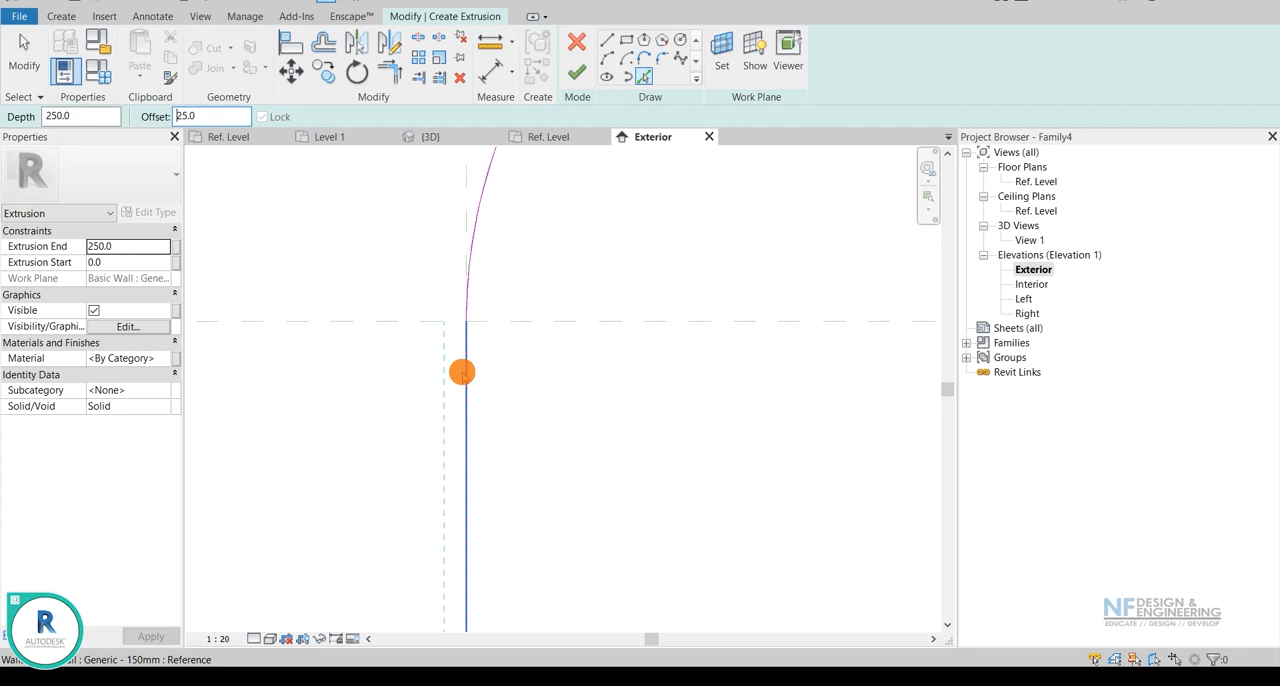 File Create Insert Annotate View Manage Add-Ins Enscape™ Modify | Create Extrusion
Modify Paste Cut Join Set Show Viewer
Select Properties Clipboard Geometry Modify Measure Create Mode Draw Work Plane
Depth 250.0 Offset: 25.0 Lock
Properties Ref. Level Level 1 {3D} Ref. Level Exterior Project Browser - Family4
Views (all)
Floor Plans
Ref. Level
Ceiling Plans
Ref. Level
3D Views
View 1
Elevations (Elevation 1)
Exterior
Interior
Left
Right
Sheets (all)
Families
Groups
Revit Links
R
Extrusion Edit Type
Constraints
Extrusion End 250.0
Extrusion Start 0.0
Work Plane Basic Wall : Gene...
Graphics
Visible
Visibility/Graphi... Edit...
Materials and Finishes
Material <By Category>
Identity Data
Subcategory <None>
Solid/Void Solid
R
AUTODESK
Apply
1 : 20
NF DESIGN &
ENGINEERING
EDUCATE // DESIGN // DEVELOP
: Generic - 150mm : Reference
:0